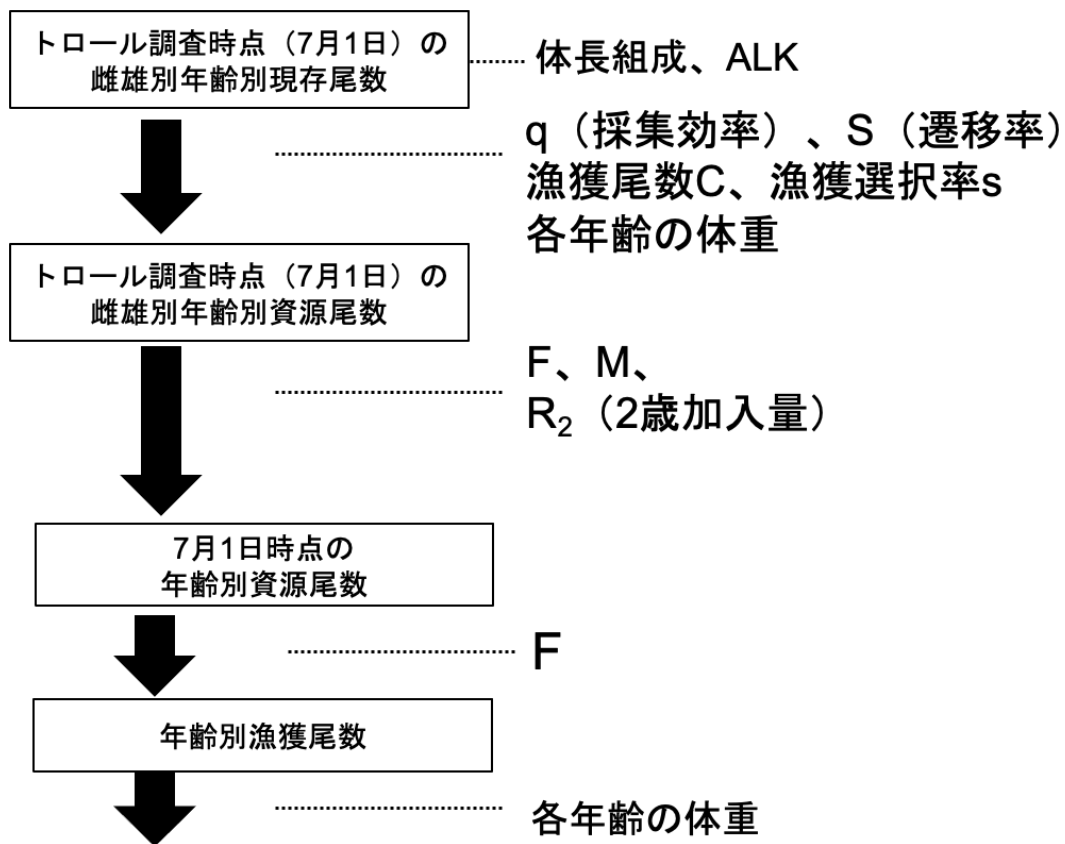 トロール調査時点（7月1日）の
雌雄別年齢別現存尾数
体長組成、ALK
q（採集効率）、S（遷移率）
漁獲尾数C、漁獲選択率s
各年齢の体重
トロール調査時点（7月1日）の
雌雄別年齢別資源尾数
F、M、
R₂（2歳加入量）
7月1日時点の
年齢別資源尾数
F
年齢別漁獲尾数
各年齢の体重